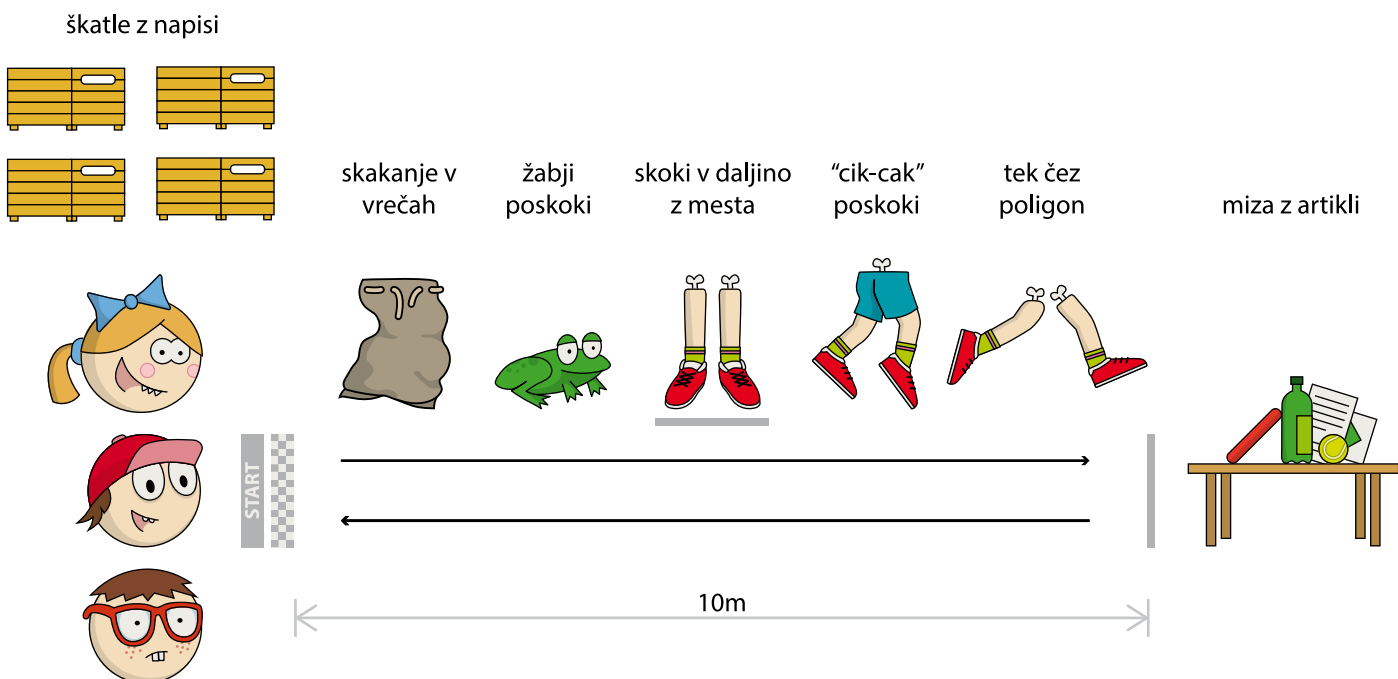 škatle z napisi
skakanje v
vrečah
žabji
poskoki
skoki v daljino
z mesta
“cik-cak”
poskoki
tek čez
poligon
miza z artikli
START
10m